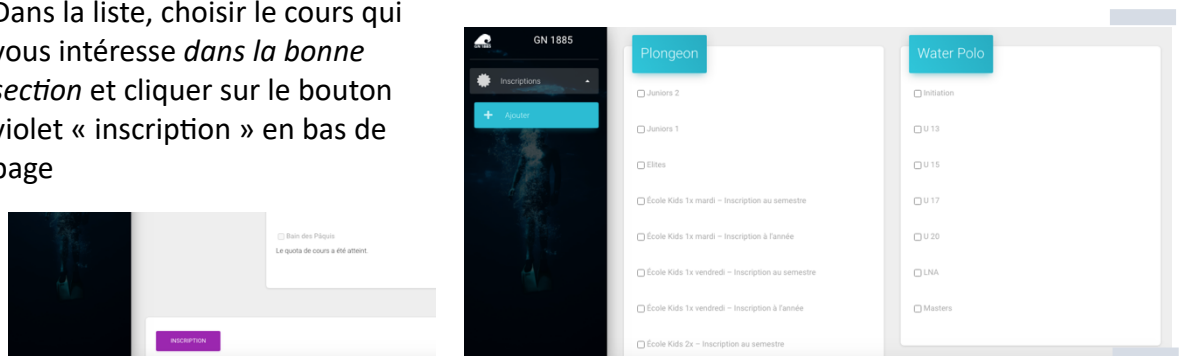 Dans la liste, choisir le cours qui
vous intéresse dans la bonne
section et cliquer sur le bouton
violet « inscription » en bas de
page
Bain des Pâquis
Le quota de cours a été atteint.
INSCRIPTION
GN 1885
GN 1885
Inscriptions
Ajouter
Plongeon
Juniors 2
Juniors 1
Elites
École Kids 1x mardi – Inscription au semestre
École Kids 1x mardi – Inscription à l'année
École Kids 1x vendredi – Inscription au semestre
École Kids 1x vendredi – Inscription à l'année
École Kids 2x – Inscription au semestre
Water Polo
Initiation
U 13
U 15
U 17
U 20
LNA
Masters